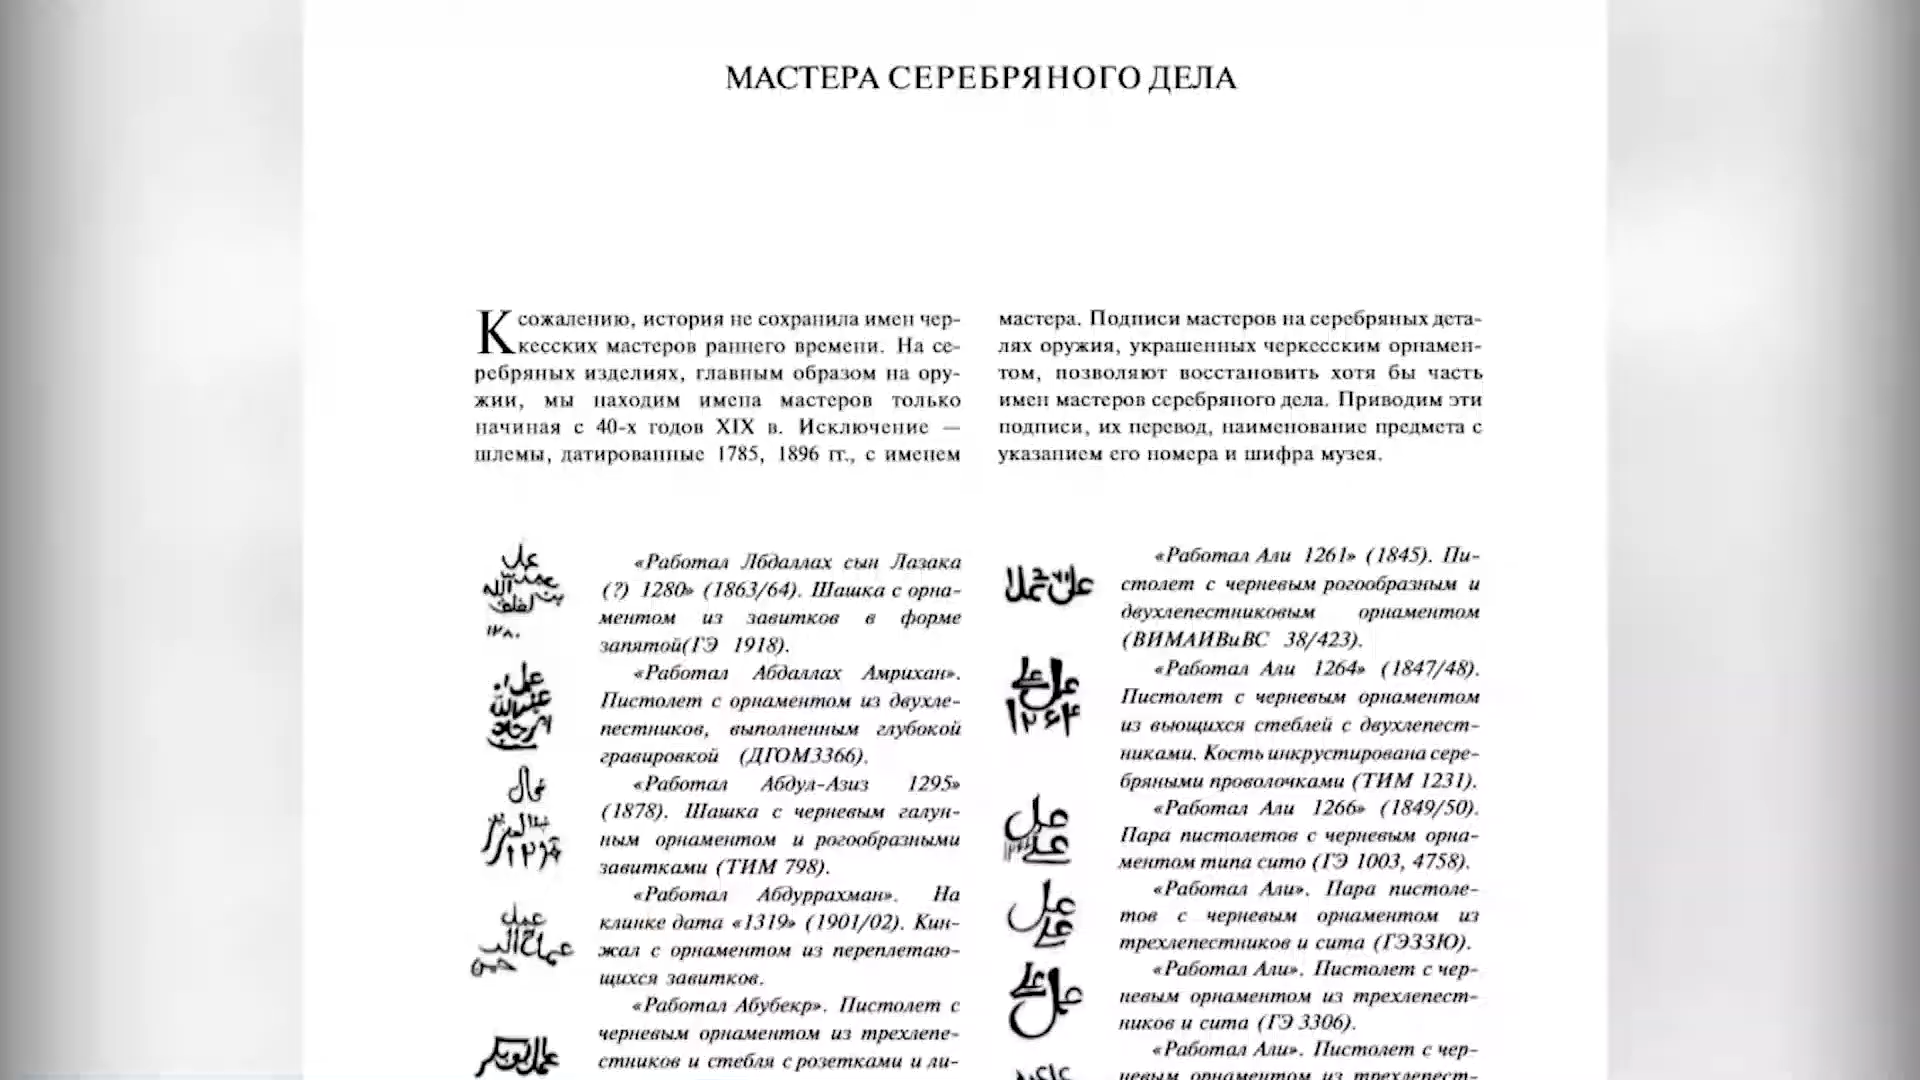 МАСТЕРА СЕРЕБРЯНОГО ДЕЛА
К сожалению, история не сохранила имен чер-
кесских мастеров раннего времени. На се-
ребряных изделиях, главным образом на ору-
жии, мы находим имена мастеров только
начиная с 40-х годов XIX в. Исключение —
шлемы, датированные 1785, 1896 гг., с именем
мастера. Подписи мастеров на серебряных дета-
лях оружия, украшенных черкесским орнамен-
том, позволяют восстановить хотя бы часть
имен мастеров серебряного дела. Приводим эти
подписи, их перевод, наименование предмета с
указанием его номера и шифра музея.
«Работал Лбдаллах сын Лазака
(?) 1280» (1863/64). Шашка с орна-
ментом из завитков в форме
запятой(ГЭ 1918).
«Работал Абдаллах Амрихан».
Пистолет с орнаментом из двухле-
пестников, выполненным глубокой
гравировкой (ДГОМ3366).
«Работал Абдул-Азиз 1295»
(1878). Шашка с черневым галун-
ным орнаментом и рогообразными
завитками (ТИМ 798).
«Работал Абдуррахман». На
клинке дата «1319» (1901/02). Кин-
жал с орнаментом из переплетаю-
щихся завитков.
«Работал Абубекр». Пистолет с
черневым орнаментом из трехлепе-
стников и стебля с розетками и ли-
«Работал Али 1261» (1845). Пи-
столет с черневым рогообразным и
двухлепестниковым орнаментом
(ВИМАИВиВС 38/423).
«Работал Али 1264» (1847/48).
Пистолет с черневым орнаментом
из вьющихся стеблей с двухлепест-
никами. Кость инкрустирована сере-
бряными проволочками (ТИМ 1231).
«Работал Али 1266» (1849/50).
Пара пистолетов с черневым орна-
ментом типа сито (ГЭ 1003, 4758).
«Работал Али». Пара пистоле-
тов с черневым орнаментом из
трехлепестников и сита (ГЭЗЗЮ).
«Работал Али». Пистолет с чер-
невым орнаментом из трехлепест-
ников и сита (ГЭ 3306).
«Работал Али». Пистолет с чер-
невым орнаментом из трехлепест-